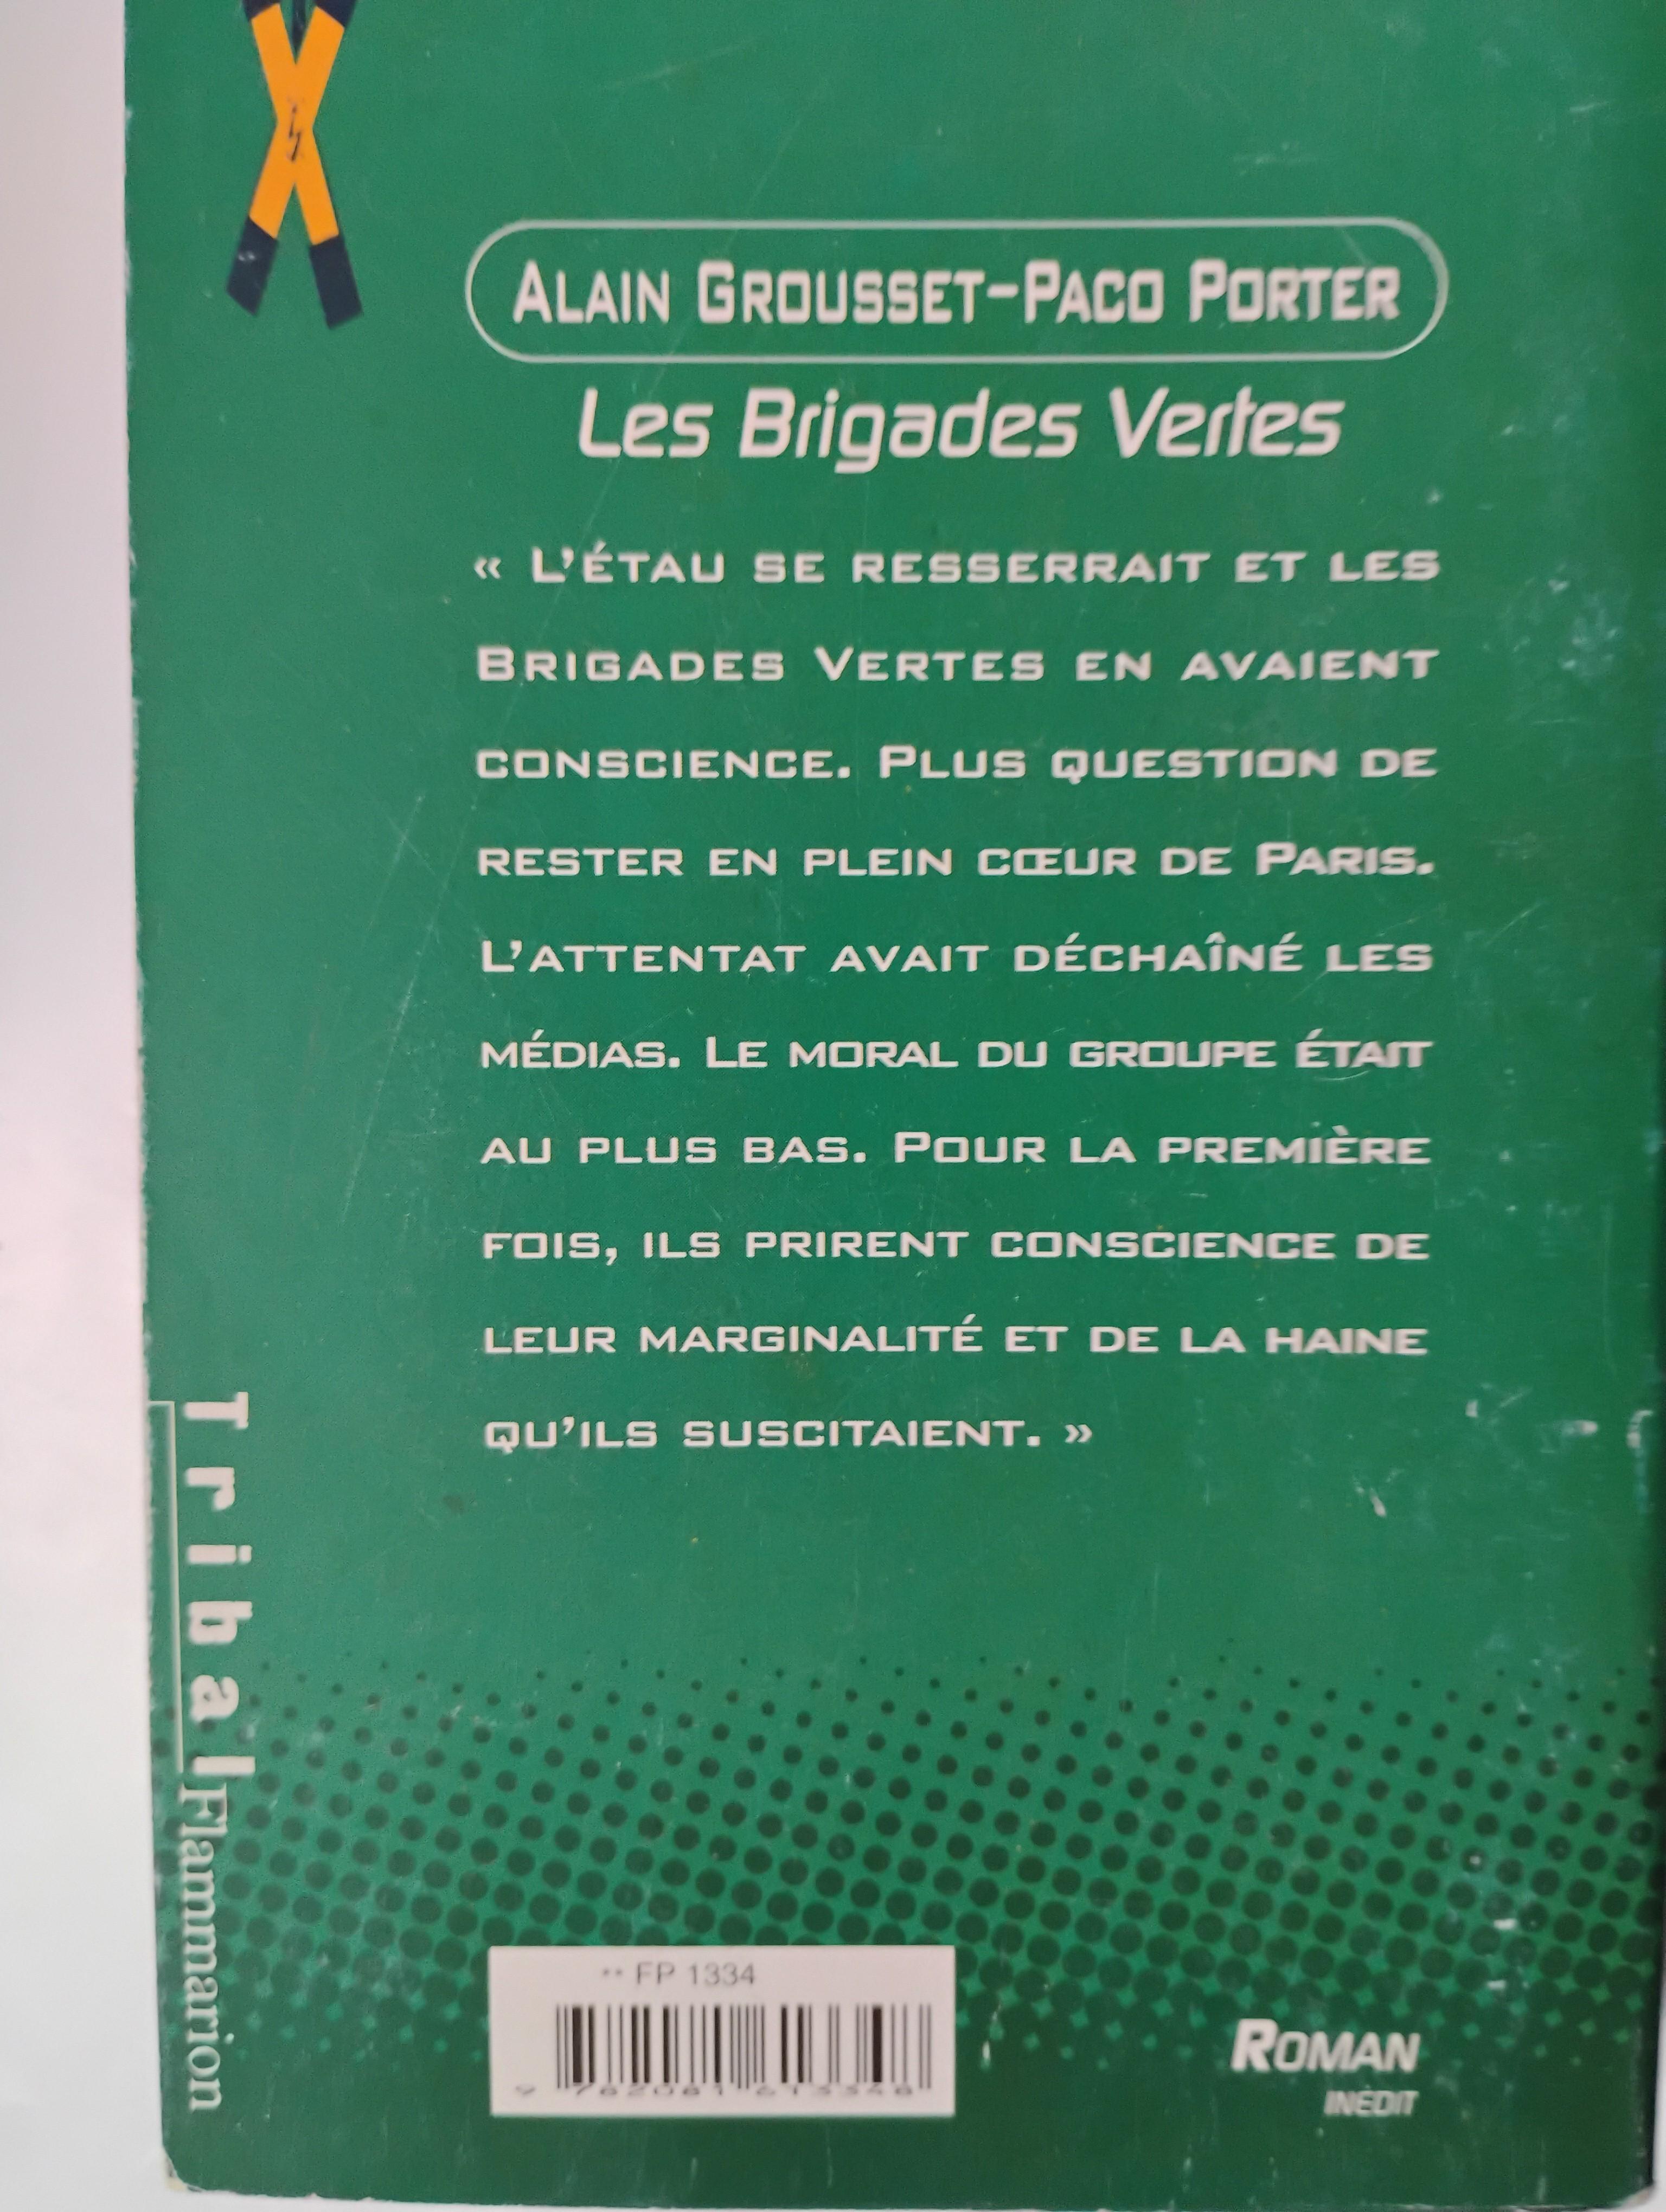 ALAIN GROUSSET-PACO PORTER
Les Brigades Vertes
« L'ÉTAU SE RESSERRAIT ET LES
BRIGADES VERTES EN AVAIENT
CONSCIENCE. PLUS QUESTION DE
RESTER EN PLEIN CŒUR DE PARIS.
L'ATTENTAT AVAIT DÉCHAÎNÉ LES
MÉDIAS. LE MORAL DU GROUPE ÉTAIT
AU PLUS BAS. POUR LA PREMIÈRE
FOIS, ILS PRIRENT CONSCIENCE DE
LEUR MARGINALITÉ ET DE LA HAINE
QU'ILS SUSCITAIENT. »
Tribal Flammarion
** FP 1334
9 782081 613348
ROMAN
INÉDIT